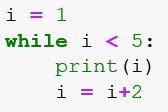 i = 1
while i < 5:
    print(i)
    i = i+2